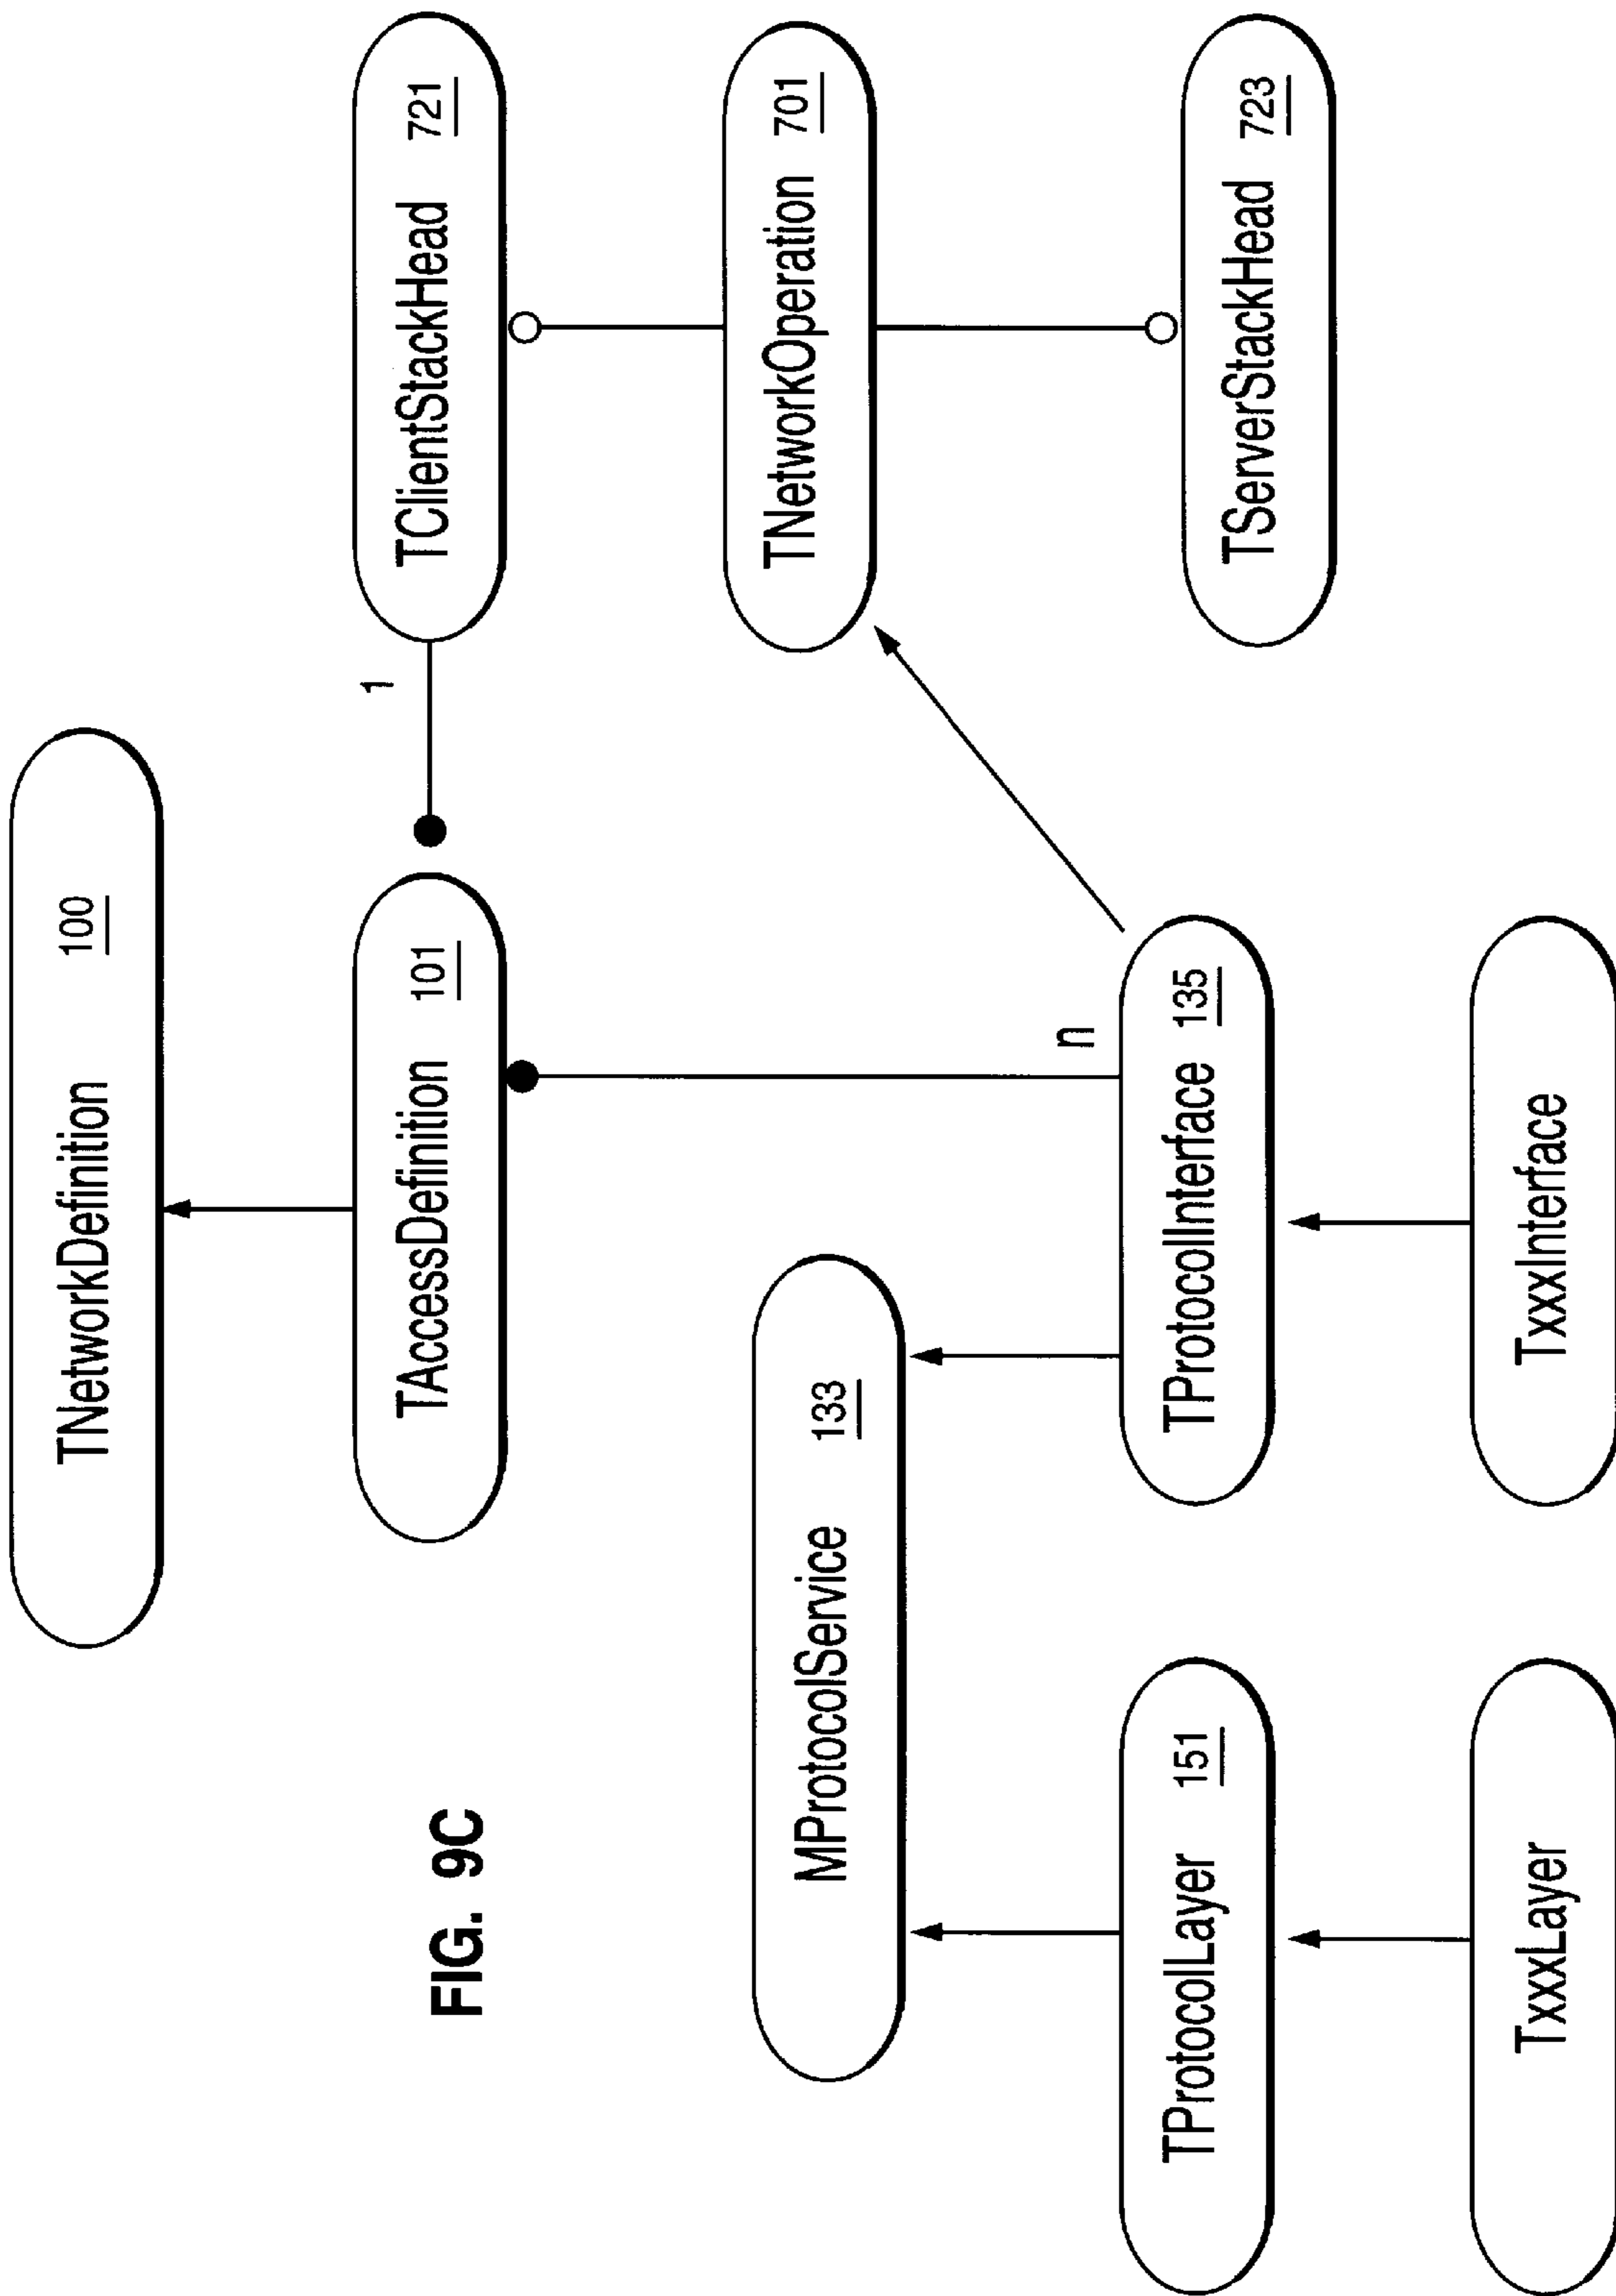 TNetworkDefinition 100
TAccessDefinition 101
1
TClientStackHead 721
FIG. 9C
MProtocolService 133
TNetworkOperation 701
n
TProtocolLayer 151
TProtocolInterface 135
TServerStackHead 723
TxxxLayer
TxxxInterface